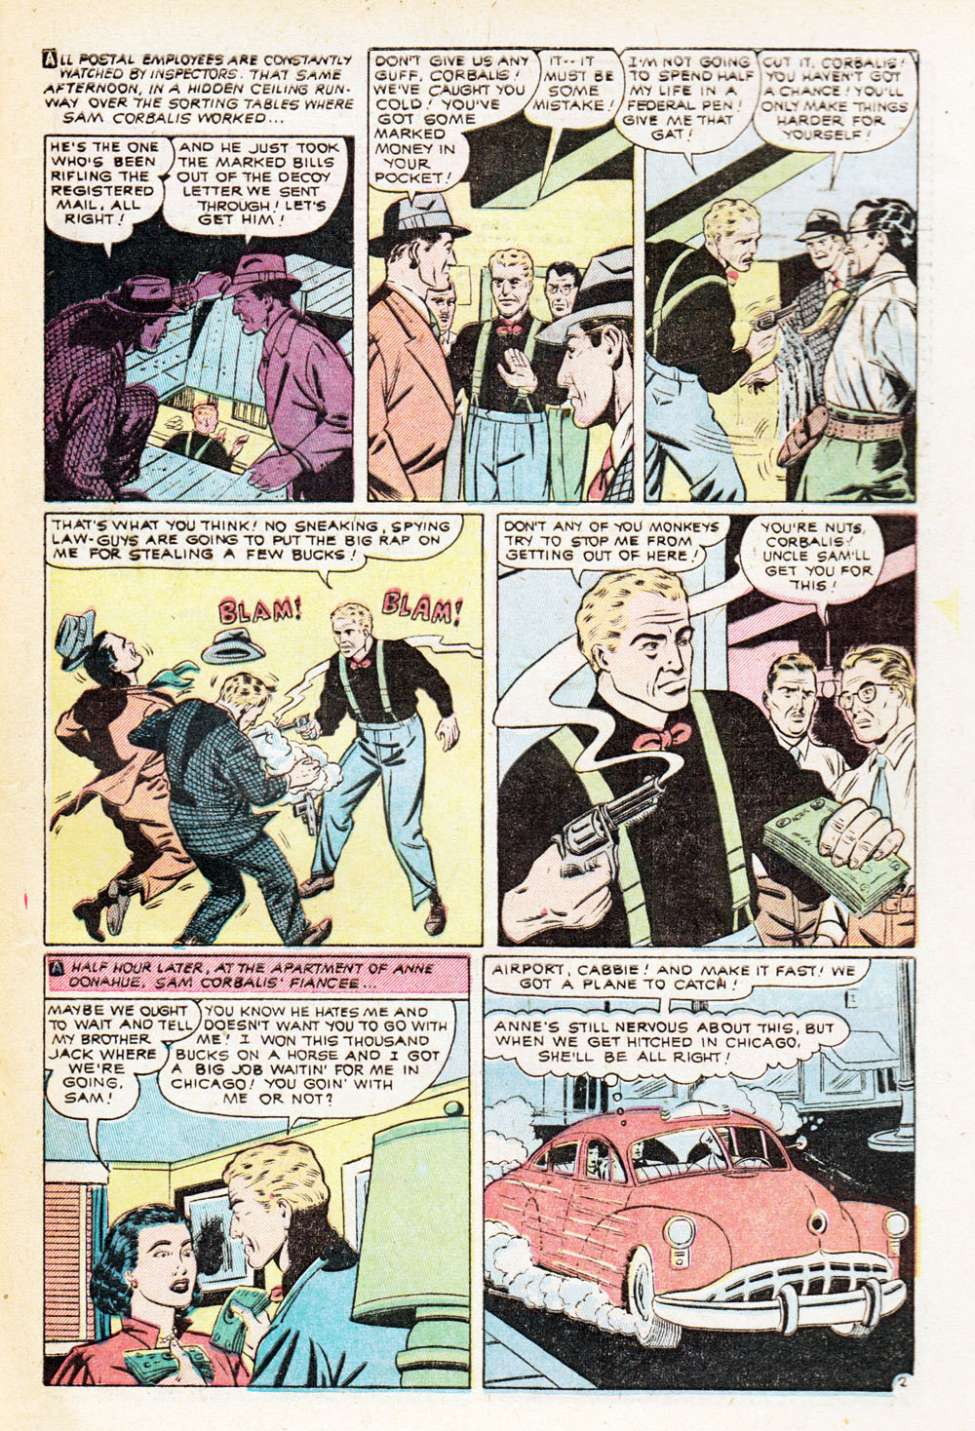 ALL POSTAL EMPLOYEES ARE CONSTANTLY
WATCHED BY INSPECTORS. THAT SAME
AFTERNOON, IN A HIDDEN CEILING RUN-
WAY OVER THE SORTING TABLES WHERE
SAM CORBALIS WORKED...
HE'S THE ONE
WHO'S BEEN
RIFLING THE
REGISTERED
MAIL, ALL
RIGHT!
AND HE JUST TOOK
THE MARKED BILLS
OUT OF THE DECOY
LETTER WE SENT
THROUGH! LET'S
GET HIM!
DON'T GIVE US ANY
GUFF, CORBALIS!
WE'VE CAUGHT YOU
COLD! YOU'VE
GOT SOME
MARKED
MONEY IN
YOUR
POCKET!
IT--IT
MUST BE
SOME
MISTAKE!
I'M NOT GOING
TO SPEND HALF
MY LIFE IN A
FEDERAL PEN!
GIVE ME THAT
GAT!
CUT IT, CORBALIS!
YOU HAVEN'T GOT
A CHANCE! YOU'LL
ONLY MAKE THINGS
HARDER FOR
YOURSELF!
THAT'S WHAT YOU THINK! NO SNEAKING, SPYING
LAW-GUYS ARE GOING TO PUT THE BIG RAP ON
ME FOR STEALING A FEW BUCKS!
BLAM!
BLAM!
DON'T ANY OF YOU MONKEYS
TRY TO STOP ME FROM
GETTING OUT OF HERE!
YOU'RE NUTS,
CORBALIS!
UNCLE SAM'LL
GET YOU FOR
THIS!
A HALF HOUR LATER, AT THE APARTMENT OF ANNE
DONAHUE, SAM CORBALIS' FIANCEE...
MAYBE WE OUGHT
TO WAIT AND TELL
MY BROTHER
JACK WHERE
WE'RE
GOING,
SAM!
YOU KNOW HE HATES ME AND
DOESN'T WANT YOU TO GO WITH
ME! I WON THIS THOUSAND
BUCKS ON A HORSE AND I GOT
A BIG JOB WAITIN' FOR ME IN
CHICAGO! YOU GOIN' WITH
ME OR NOT?
AIRPORT, CABBIE! AND MAKE IT FAST! WE
GOT A PLANE TO CATCH!
ANNE'S STILL NERVOUS ABOUT THIS, BUT
WHEN WE GET HITCHED IN CHICAGO,
SHE'LL BE ALL RIGHT!
2